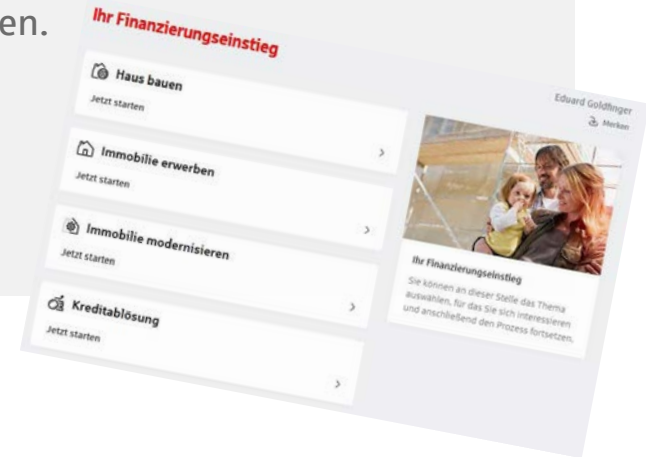 en.
Ihr Finanzierungseinstieg
Haus bauen
Jetzt starten
Immobilie erwerben
Jetzt starten
Immobilie modernisieren
Jetzt starten
Kreditablösung
Jetzt starten
Eduard Goldfinger
Merken
Ihr Finanzierungseinstieg
Sie können an dieser Stelle das Thema
auswählen, für das Sie sich interessieren
und anschließend den Prozess fortsetzen.